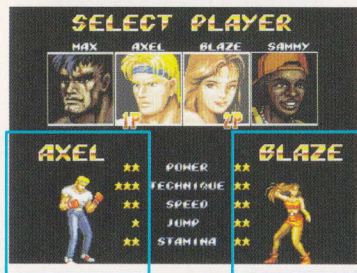 SELECT PLAYER
MAX AXEL BLAZE SAMMY
1P 2P
AXEL BLAZE
★★ POWER ★★
★★★ TECHNIQUE ★★
★★ SPEED ★★
★ JUMP ★★
★★ STAMINA ★★